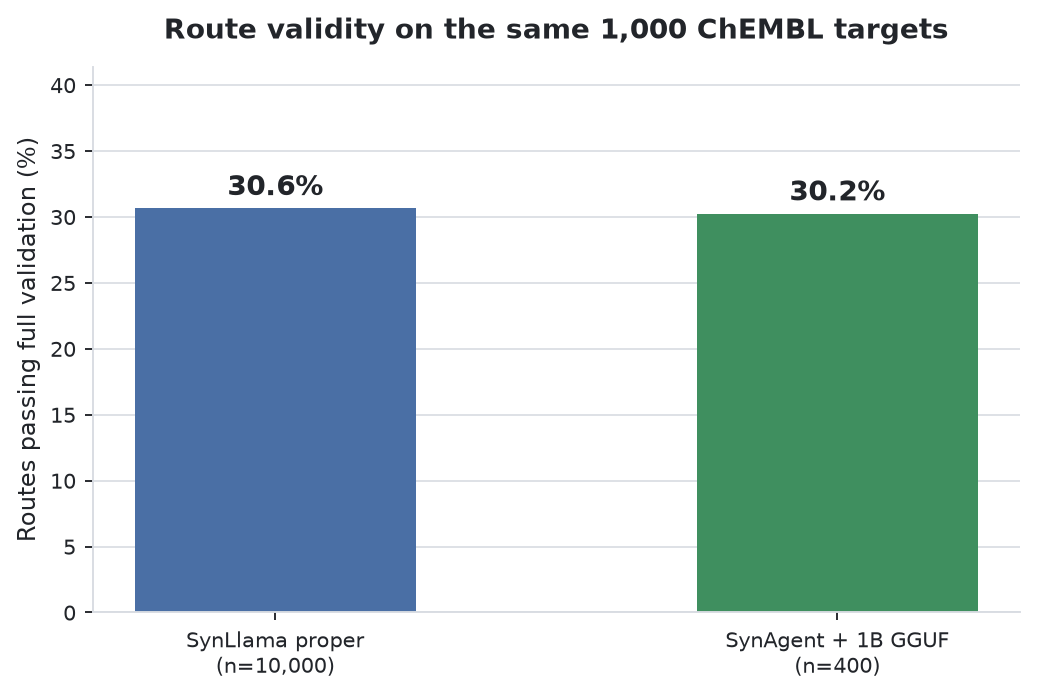 Route validity on the same 1,000 ChEMBL targets
Routes passing full validation (%)
40
35
30
25
20
15
10
5
0
30.6%
30.2%
SynLlama proper
(n=10,000)
SynAgent + 1B GGUF
(n=400)